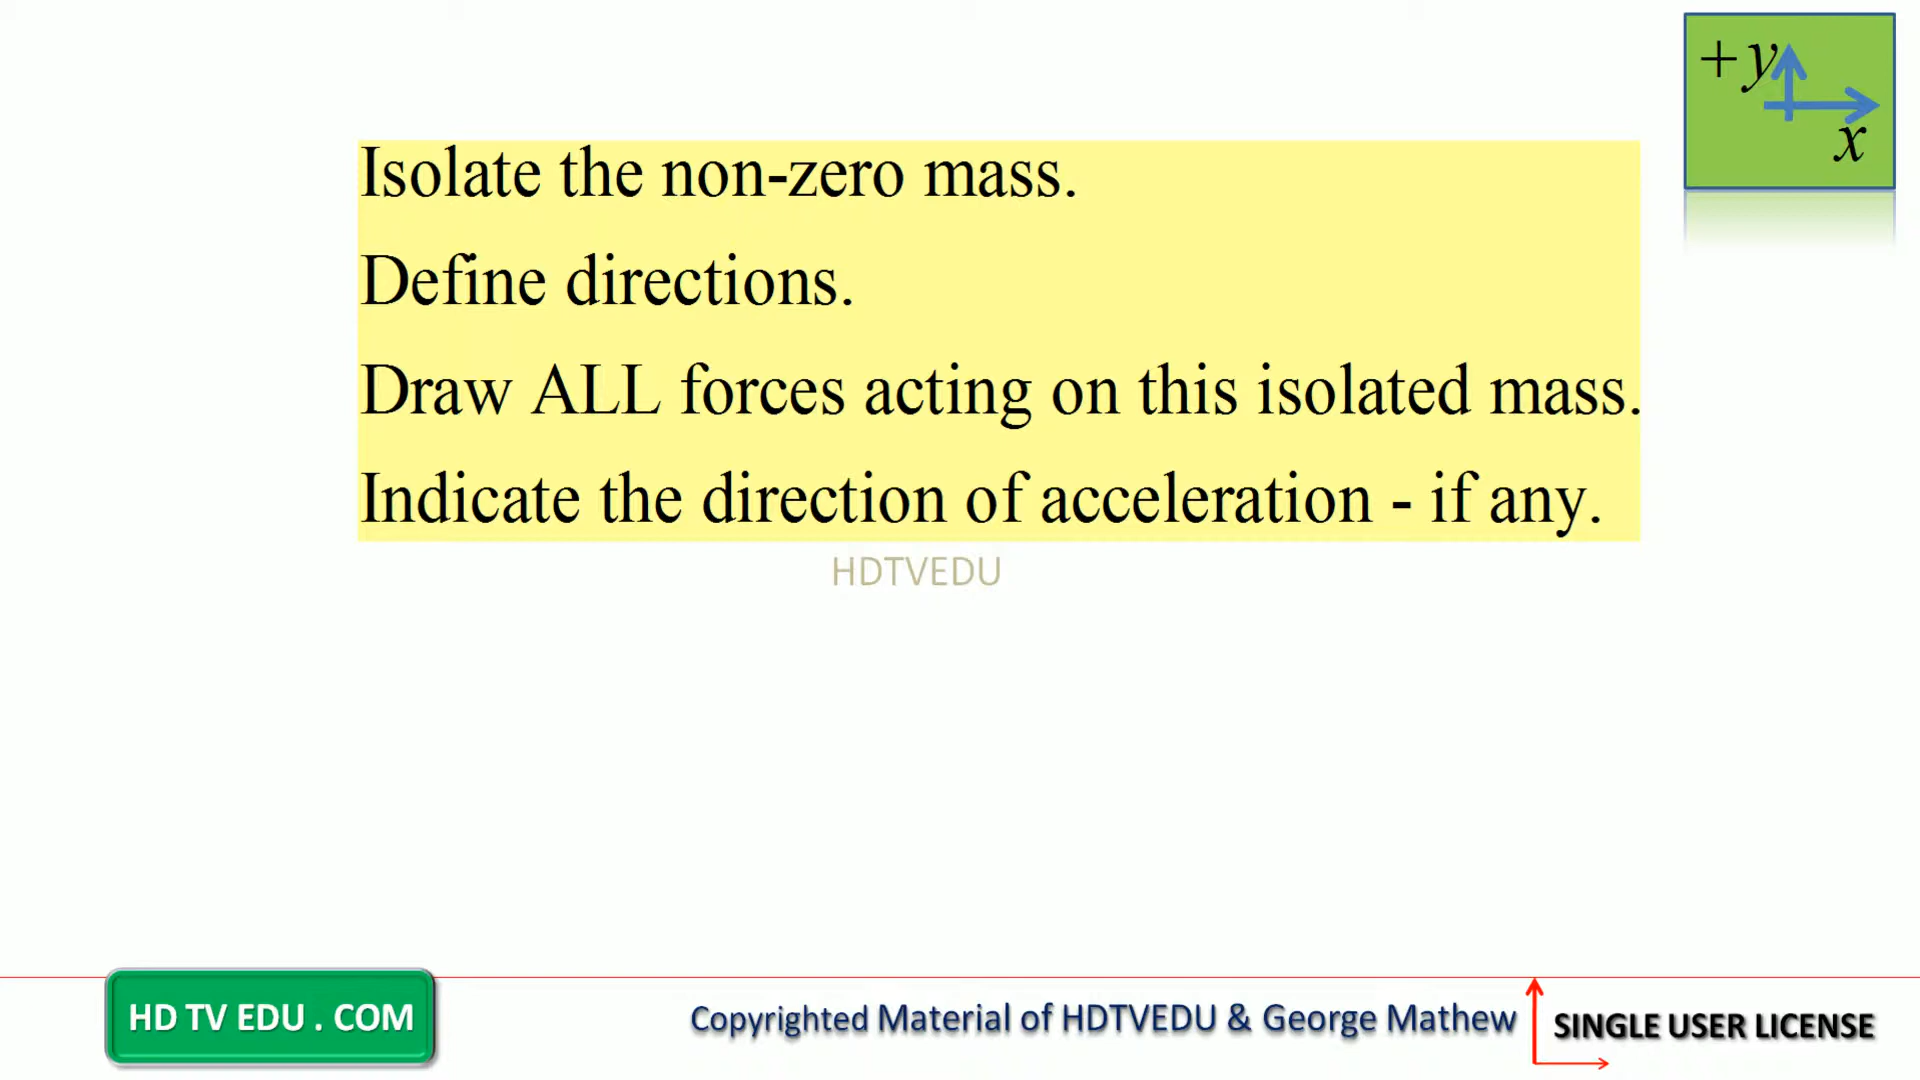 +y
x
Isolate the non-zero mass.
Define directions.
Draw ALL forces acting on this isolated mass.
Indicate the direction of acceleration - if any.
HDTVEDU
HD TV EDU . COM
Copyrighted Material of HDTVEDU & George Mathew
SINGLE USER LICENSE